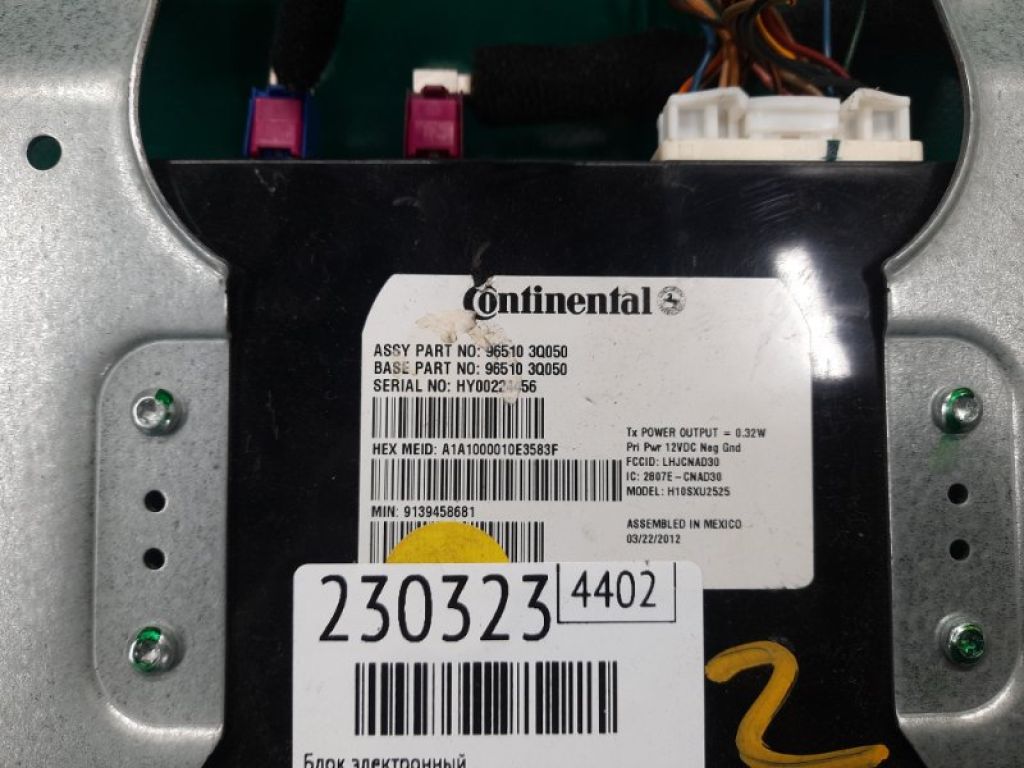 Continental
ASSY PART NO: 96510 3Q050
BASE PART NO: 96510 3Q050
SERIAL NO:
HEX MEID: A1A1000010E3583F
MIN: 9139458681
Tx POWER OUTPUT = 0.32W
Pri Pwr 12VDC Neg Gnd
FCCID: LHJCNAD30
IC: 2807E-CNAD30
MODEL: H10SXU2525
ASSEMBLED IN MEXICO
03/22/2012
230323 4402
Блок электронный
2